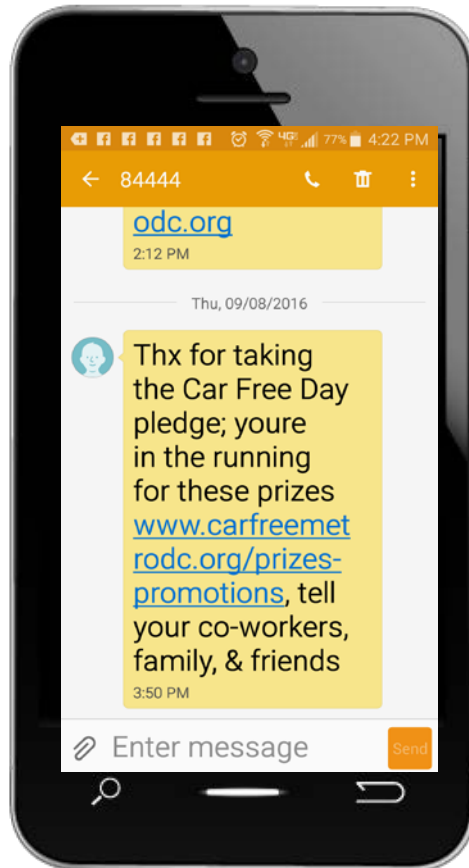 4G 77% 4:22 PM
84444
odc.org
2:12 PM
Thu, 09/08/2016
Thx for taking
the Car Free Day
pledge; youre
in the running
for these prizes
www.carfreemet
rodc.org/prizes-
promotions, tell
your co-workers,
family, & friends
3:50 PM
Enter message
Send